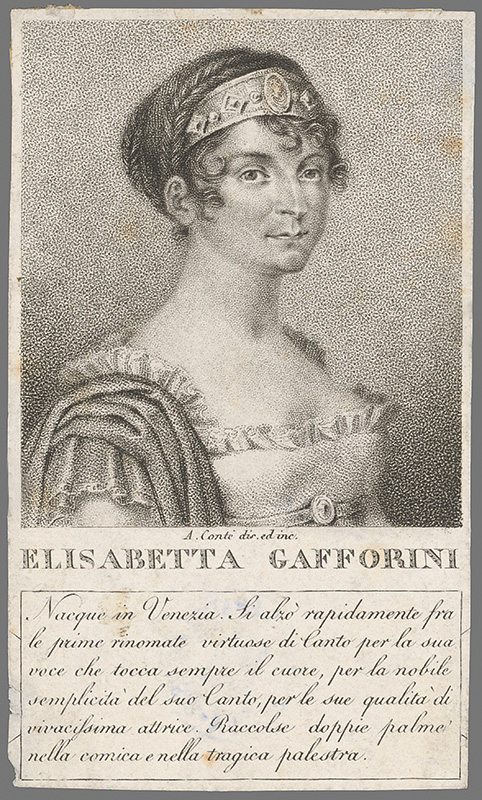 A. Conte dis. ed inc.
ELISABETTA GAFFORINI
Nacque in Venezia. Si alzò rapidamente fra
le prime rinomate virtuose di Canto per la sua
voce che tocca sempre il cuore, per la nobile
semplicità del suo Canto, per le sue qualità di
vivacissima attrice. Raccolse doppie palme
nella comica e nella tragica palestra.